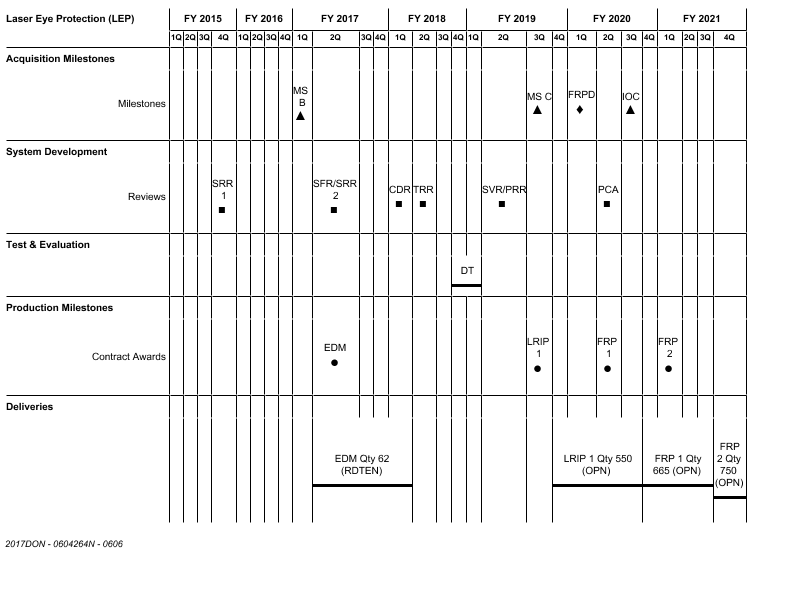 Laser Eye Protection (LEP) FY 2015 FY 2016 FY 2017 FY 2018 FY 2019 FY 2020 FY 2021
1Q 2Q 3Q 4Q 1Q 2Q 3Q 4Q 1Q 2Q 3Q 4Q 1Q 2Q 3Q 4Q 1Q 2Q 3Q 4Q 1Q 2Q 3Q 4Q 1Q 2Q 3Q 4Q
Acquisition Milestones
Milestones
MS
B
MS C
FRPD
IOC
System Development
Reviews
SRR
1
SFR/SRR
2
CDR
TRR
SVR/PRR
PCA
Test & Evaluation
DT
Production Milestones
Contract Awards
EDM
LRIP
1
FRP
1
FRP
2
Deliveries
EDM Qty 62
(RDTEN)
LRIP 1 Qty 550
(OPN)
FRP 1 Qty
665 (OPN)
FRP
2 Qty
750
(OPN)
2017DON - 0604264N - 0606